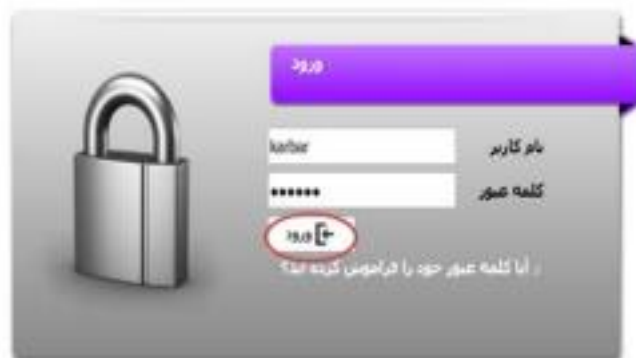 ورود
نام کاربر karbar
کلمه عبور ••••••
ورود
آیا کلمه عبور خود را فراموش کرده اید؟